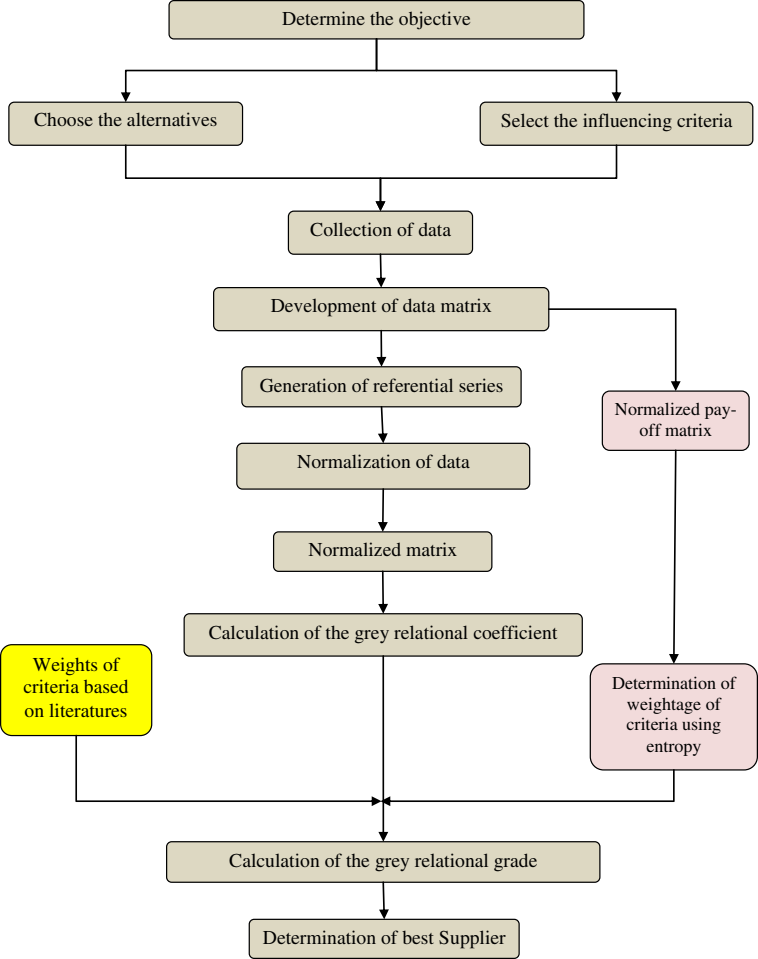 Determine the objective
Choose the alternatives
Select the influencing criteria
Collection of data
Development of data matrix
Generation of referential series
Normalized pay-
off matrix
Normalization of data
Normalized matrix
Calculation of the grey relational coefficient
Weights of
criteria based
on literatures
Determination of
weightage of
criteria using
entropy
Calculation of the grey relational grade
Determination of best Supplier